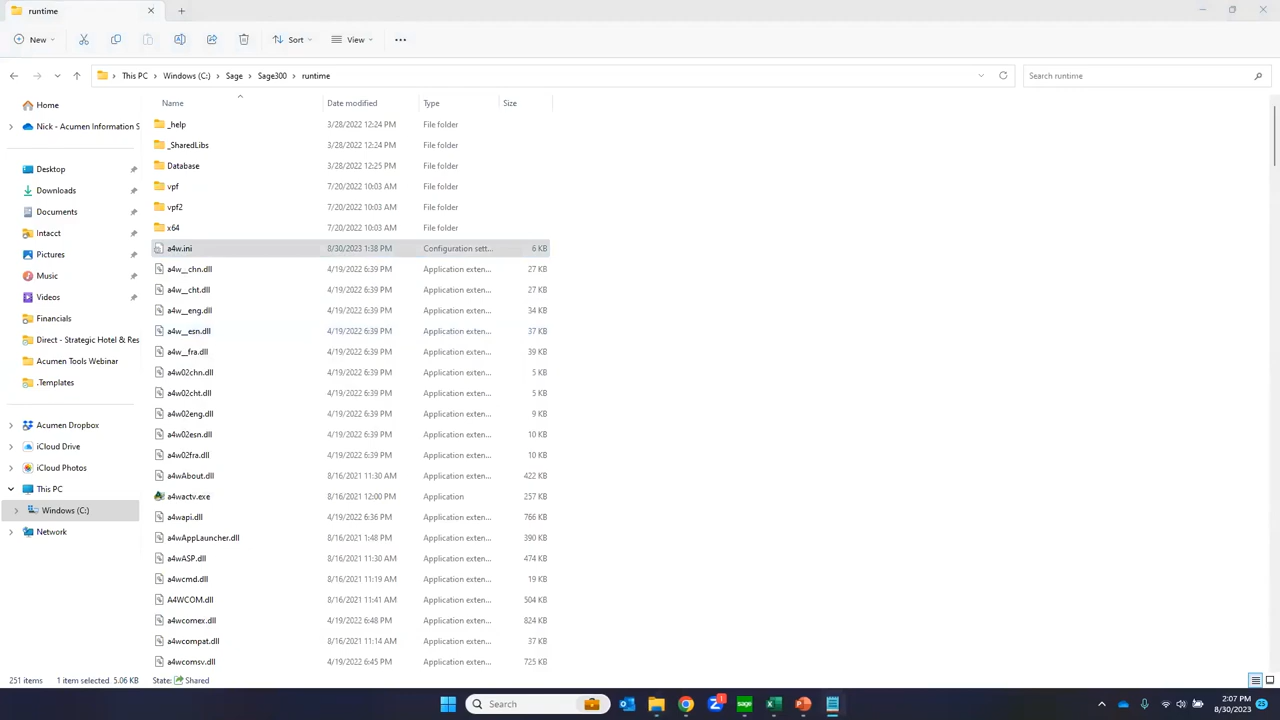 runtime
New
Sort
View
This PC > Windows (C:) > Sage > Sage300 > runtime
Search runtime
Name Date modified Type Size
Home
Nick - Acumen Information S
Desktop
Downloads
Documents
Intacct
Pictures
Music
Videos
Financials
Direct - Strategic Hotel & Res
Acumen Tools Webinar
.Templates
Acumen Dropbox
iCloud Drive
iCloud Photos
This PC
Windows (C:)
Network
_help 3/28/2022 12:24 PM File folder
_SharedLibs 3/28/2022 12:24 PM File folder
Database 3/28/2022 12:25 PM File folder
vpf 7/20/2022 10:03 AM File folder
vpf2 7/20/2022 10:03 AM File folder
x64 7/20/2022 10:03 AM File folder
a4w.ini 8/30/2023 1:38 PM Configuration sett... 6 KB
a4w__chn.dll 4/19/2022 6:39 PM Application exten... 27 KB
a4w__cht.dll 4/19/2022 6:39 PM Application exten... 27 KB
a4w__eng.dll 4/19/2022 6:39 PM Application exten... 34 KB
a4w__esn.dll 4/19/2022 6:39 PM Application exten... 37 KB
a4w__fra.dll 4/19/2022 6:39 PM Application exten... 39 KB
a4w02chn.dll 4/19/2022 6:39 PM Application exten... 5 KB
a4w02cht.dll 4/19/2022 6:39 PM Application exten... 5 KB
a4w02eng.dll 4/19/2022 6:39 PM Application exten... 9 KB
a4w02esn.dll 4/19/2022 6:39 PM Application exten... 10 KB
a4w02fra.dll 4/19/2022 6:39 PM Application exten... 10 KB
a4wAbout.dll 8/16/2021 11:30 AM Application exten... 422 KB
a4wactv.exe 8/16/2021 12:00 PM Application 257 KB
a4wapi.dll 4/19/2022 6:36 PM Application exten... 766 KB
a4wAppLauncher.dll 8/16/2021 1:48 PM Application exten... 390 KB
a4wASP.dll 8/16/2021 11:30 AM Application exten... 474 KB
a4wcmd.dll 8/16/2021 11:19 AM Application exten... 19 KB
A4WCOM.dll 8/16/2021 11:41 AM Application exten... 504 KB
a4wcomex.dll 4/19/2022 6:48 PM Application exten... 824 KB
a4wcompat.dll 8/16/2021 11:14 AM Application exten... 37 KB
a4wcomsv.dll 4/19/2022 6:45 PM Application exten... 725 KB
251 items 1 item selected 5.06 KB State: Shared
Search
sage
1
2:07 PM
8/30/2023
23